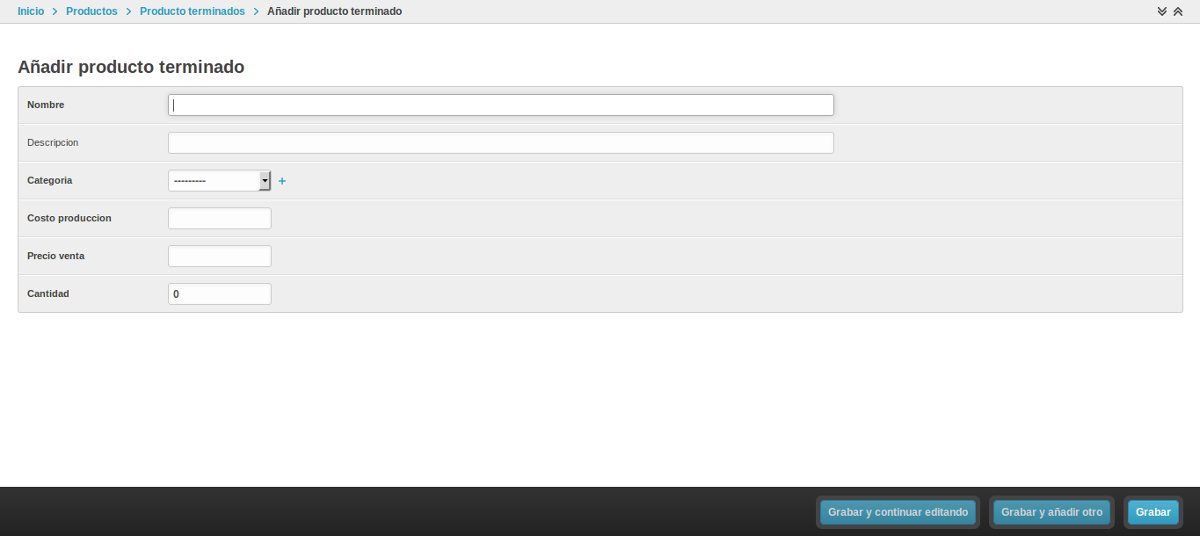 Inicio > Productos > Producto terminados > Añadir producto terminado
Añadir producto terminado
Nombre
Descripcion
Categoria --------- +
Costo produccion
Precio venta
Cantidad 0
Grabar y continuar editando Grabar y añadir otro Grabar